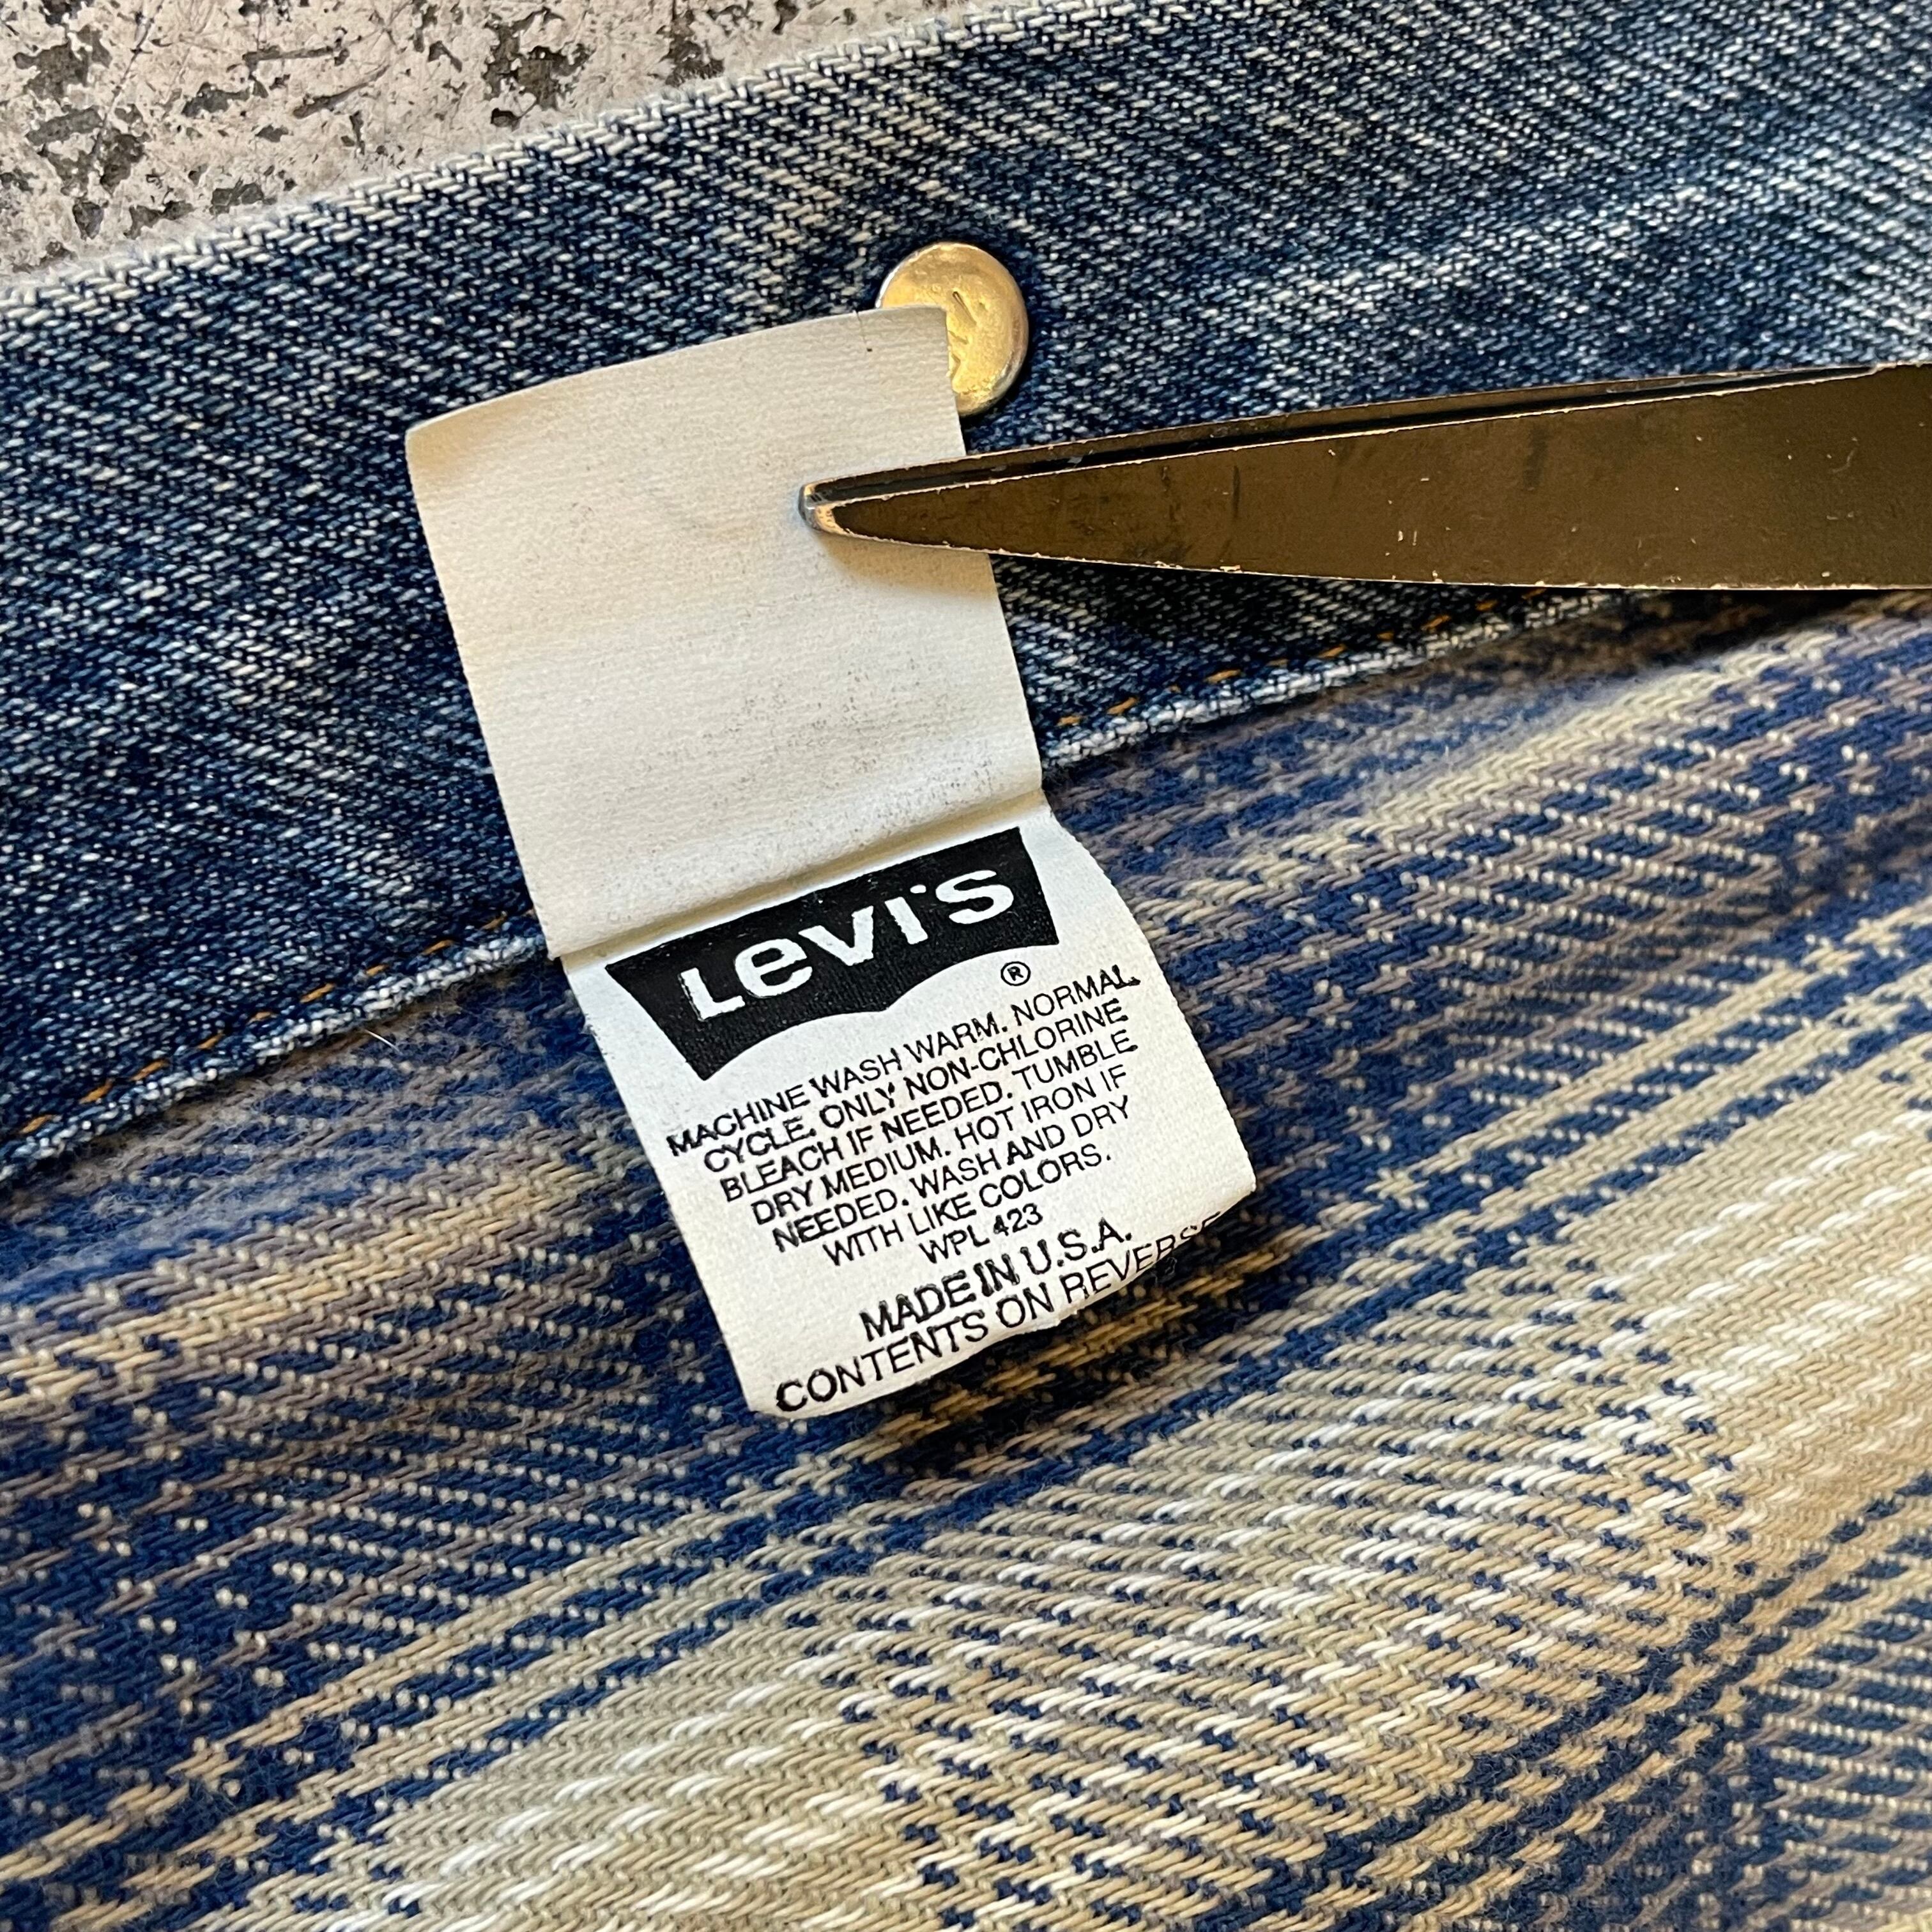 Levi's
®
MACHINE WASH WARM. NORMAL
CYCLE. ONLY NON-CHLORINE
BLEACH IF NEEDED. TUMBLE
DRY MEDIUM. HOT IRON IF
NEEDED. WASH AND DRY
WITH LIKE COLORS.
WPL 423
MADE IN U.S.A.
CONTENTS ON REVERSE